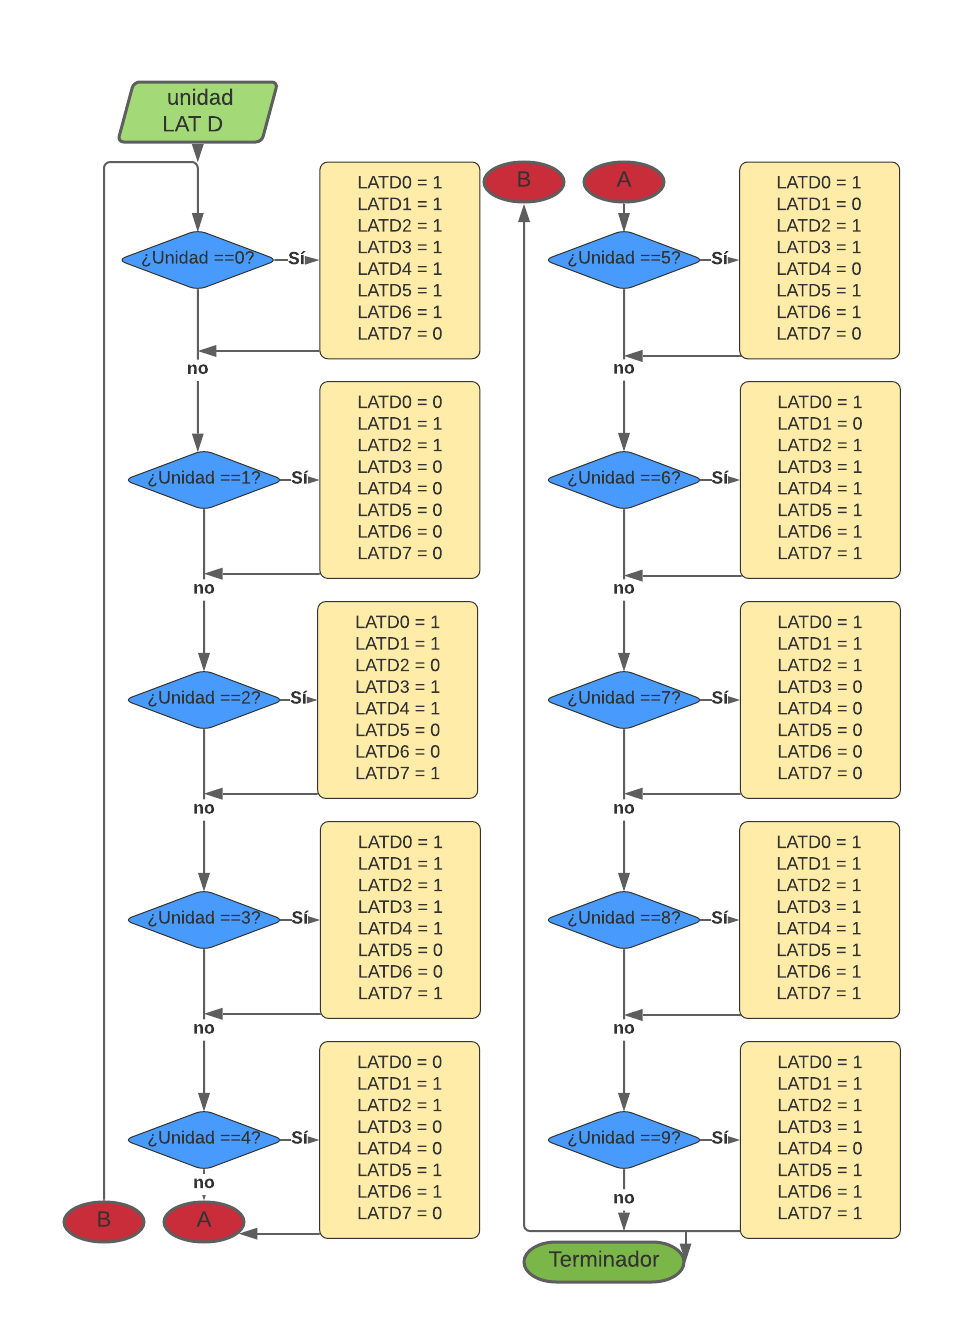 unidad
LAT D
¿Unidad ==0?
Sí
LATD0 = 1
LATD1 = 1
LATD2 = 1
LATD3 = 1
LATD4 = 1
LATD5 = 1
LATD6 = 1
LATD7 = 0
no
¿Unidad ==1?
Sí
LATD0 = 0
LATD1 = 1
LATD2 = 1
LATD3 = 0
LATD4 = 0
LATD5 = 0
LATD6 = 0
LATD7 = 0
no
¿Unidad ==2?
Sí
LATD0 = 1
LATD1 = 1
LATD2 = 0
LATD3 = 1
LATD4 = 1
LATD5 = 0
LATD6 = 0
LATD7 = 1
no
¿Unidad ==3?
Sí
LATD0 = 1
LATD1 = 1
LATD2 = 1
LATD3 = 1
LATD4 = 1
LATD5 = 0
LATD6 = 0
LATD7 = 1
no
¿Unidad ==4?
Sí
LATD0 = 0
LATD1 = 1
LATD2 = 1
LATD3 = 0
LATD4 = 0
LATD5 = 1
LATD6 = 1
LATD7 = 0
no
B
A
B
A
¿Unidad ==5?
Sí
LATD0 = 1
LATD1 = 0
LATD2 = 1
LATD3 = 1
LATD4 = 0
LATD5 = 1
LATD6 = 1
LATD7 = 0
no
¿Unidad ==6?
Sí
LATD0 = 1
LATD1 = 0
LATD2 = 1
LATD3 = 1
LATD4 = 1
LATD5 = 1
LATD6 = 1
LATD7 = 1
no
¿Unidad ==7?
Sí
LATD0 = 1
LATD1 = 1
LATD2 = 1
LATD3 = 0
LATD4 = 0
LATD5 = 0
LATD6 = 0
LATD7 = 0
no
¿Unidad ==8?
Sí
LATD0 = 1
LATD1 = 1
LATD2 = 1
LATD3 = 1
LATD4 = 1
LATD5 = 1
LATD6 = 1
LATD7 = 1
no
¿Unidad ==9?
Sí
LATD0 = 1
LATD1 = 1
LATD2 = 1
LATD3 = 1
LATD4 = 0
LATD5 = 1
LATD6 = 1
LATD7 = 1
no
Terminador